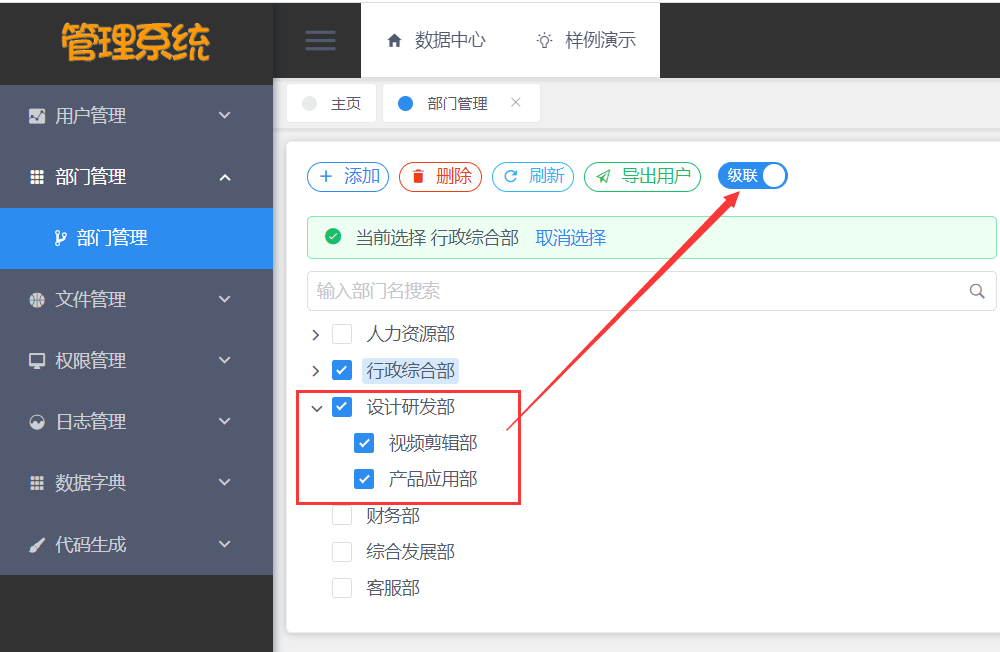 管理系统
数据中心
样例演示
用户管理
部门管理
部门管理
文件管理
权限管理
日志管理
数据字典
代码生成
主页
部门管理
添加
删除
刷新
导出用户
级联
当前选择 行政综合部 取消选择
输入部门名搜索
人力资源部
行政综合部
设计研发部
视频剪辑部
产品应用部
财务部
综合发展部
客服部